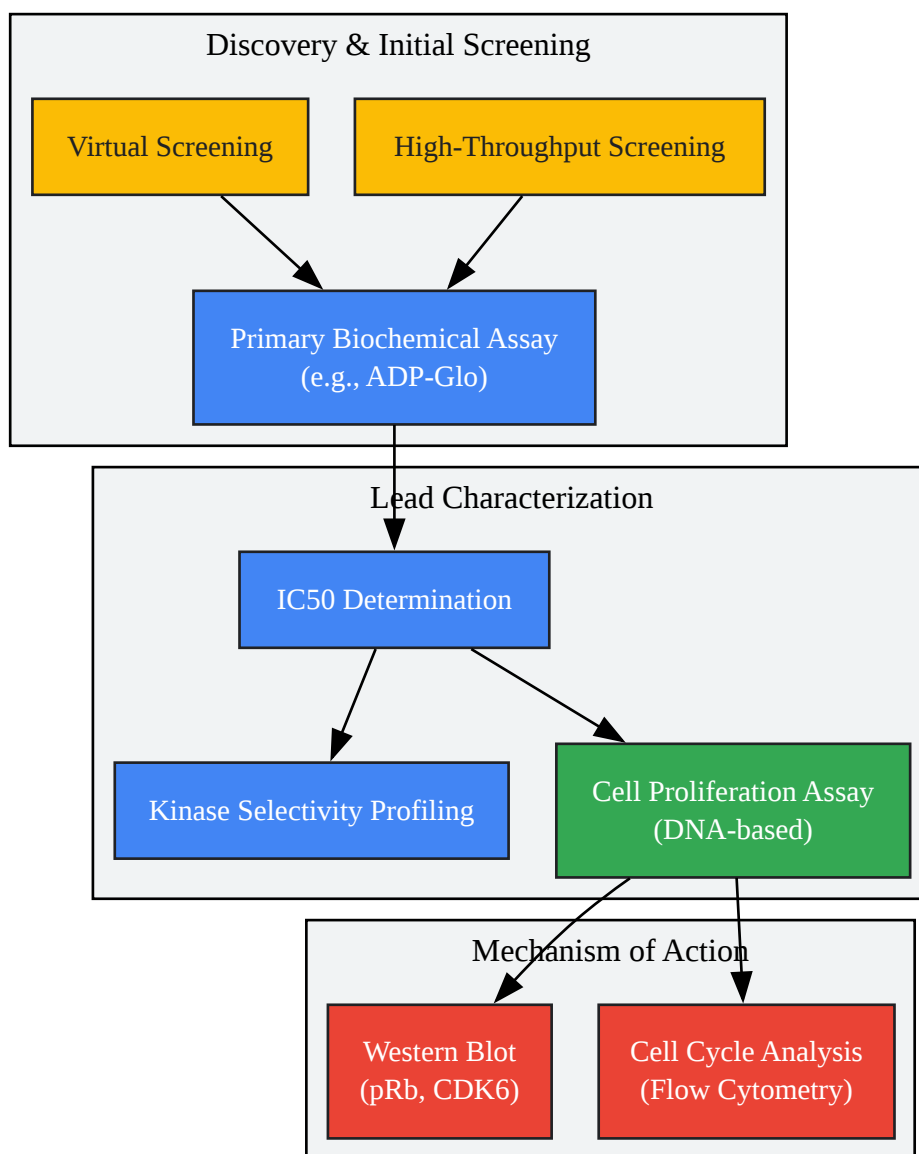 Discovery & Initial Screening
Virtual Screening
High-Throughput Screening
Primary Biochemical Assay
(e.g., ADP-Glo)
Lead Characterization
IC50 Determination
Kinase Selectivity Profiling
Cell Proliferation Assay
(DNA-based)
Mechanism of Action
Western Blot
(pRb, CDK6)
Cell Cycle Analysis
(Flow Cytometry)